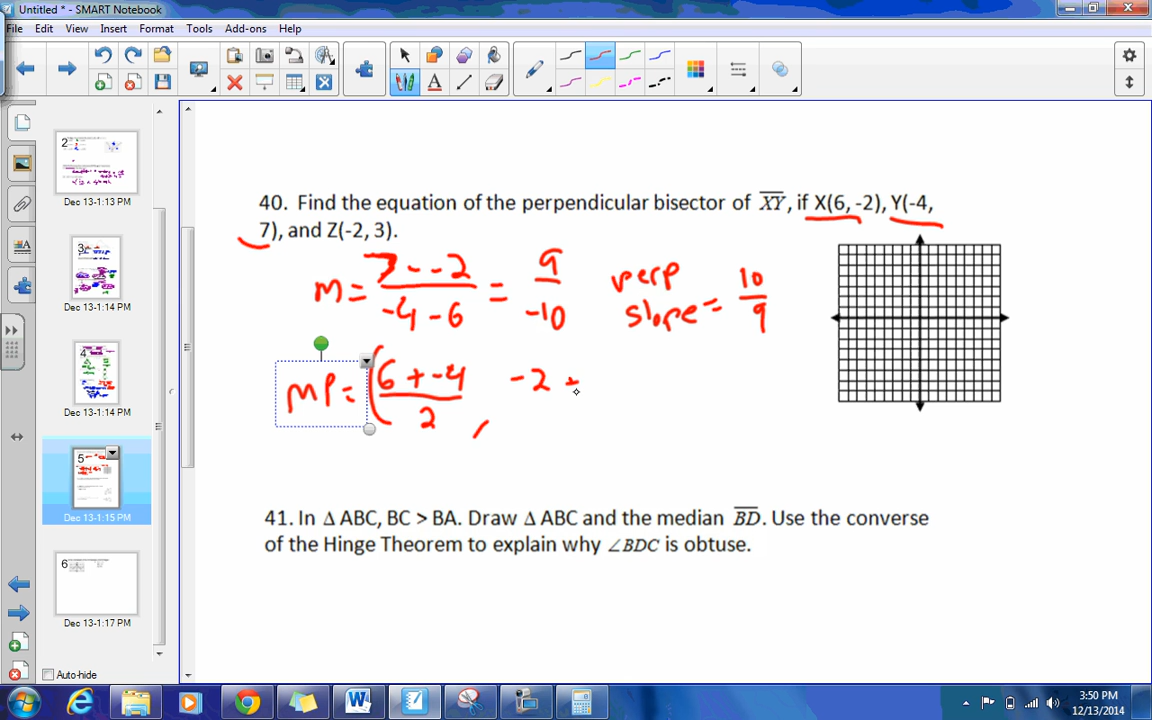 Untitled * - SMART Notebook
File Edit View Insert Format Tools Add-ons Help
2
Dec 13-1:13 PM
3
Dec 13-1:14 PM
4
Dec 13-1:14 PM
5
Dec 13-1:15 PM
6
Dec 13-1:17 PM
Auto-hide
40. Find the equation of the perpendicular bisector of XY, if X(6, -2), Y(-4,
7), and Z(-2, 3).
m = 7 - -2 / -4 - 6 = 9 / -10 perp slope = 10 / 9
MP = ( 6 + -4 / 2 , -2 +
41. In Δ ABC, BC > BA. Draw Δ ABC and the median BD. Use the converse
of the Hinge Theorem to explain why ∠BDC is obtuse.
3:50 PM
12/13/2014